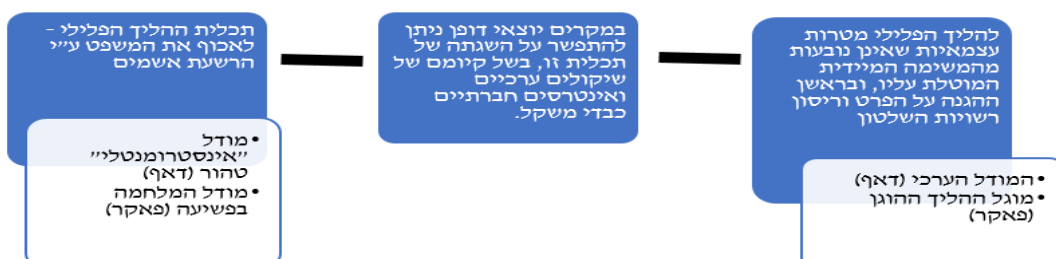 להליך הפלילי מטרות
עצמאיות שאינן נובעות
מהמשימה המיידית
המוטלת עליו, ובראשן
ההגנה על הפרט וריסון
רשויות השלטון
•המודל הערכי (דאף)
•מוגל ההליך ההוגן
(פאקר)
במקרים יוצאי דופן ניתן
להתפשר על השגתה של
תכלית זו, בשל קיומם של
שיקולים ערכיים
ואינטרסים חברתיים
כבדי משקל.
תכלית ההליך הפלילי –
לאכוף את המשפט ע״י
הרשעת אשמים
•מודל
״אינסטרומנטלי״
טהור (דאף)
•מודל המלחמה
בפשיעה (פאקר)